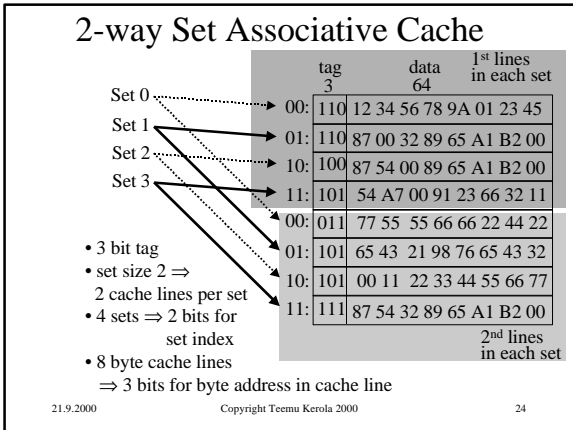 2-way Set Associative Cache
tag data 1st lines
3 64 in each set
Set 0 00: 110 12 34 56 78 9A 01 23 45
Set 1 01: 110 87 00 32 89 65 A1 B2 00
Set 2 10: 100 87 54 00 89 65 A1 B2 00
Set 3 11: 101 54 A7 00 91 23 66 32 11
00: 011 77 55 55 66 66 22 44 22
01: 101 65 43 21 98 76 65 43 32
10: 101 00 11 22 33 44 55 66 77
11: 111 87 54 32 89 65 A1 B2 00
2nd lines
in each set
• 3 bit tag
• set size 2 ⇒
2 cache lines per set
• 4 sets ⇒ 2 bits for
set index
• 8 byte cache lines
⇒ 3 bits for byte address in cache line
21.9.2000 Copyright Teemu Kerola 2000 24